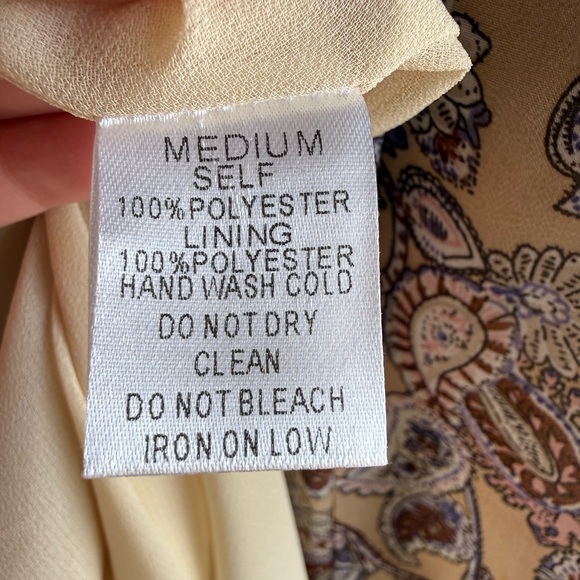 MEDIUM
SELF
100% POLYESTER
LINING
100% POLYESTER
HAND WASH COLD
DO NOT DRY
CLEAN
DO NOT BLEACH
IRON ON LOW